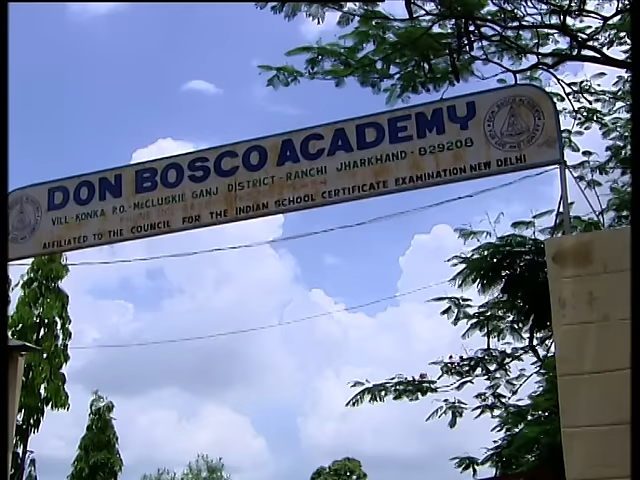 DON BOSCO ACADEMY
VILL-KONKA P.O.-McCLUSKIE GANJ DISTRICT-RANCHI JHARKHAND-829208
AFFILIATED TO THE COUNCIL FOR THE INDIAN SCHOOL CERTIFICATE EXAMINATION NEW DELHI